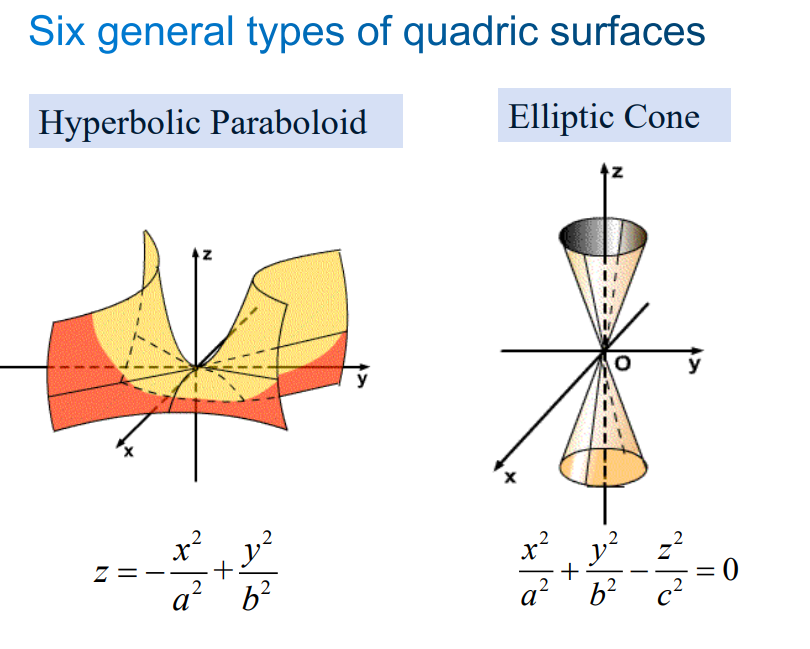 Six general types of quadric surfaces
Hyperbolic Paraboloid
z
y
x
z = -\frac{x^2}{a^2} + \frac{y^2}{b^2}
Elliptic Cone
z
O
y
x
\frac{x^2}{a^2} + \frac{y^2}{b^2} - \frac{z^2}{c^2} = 0